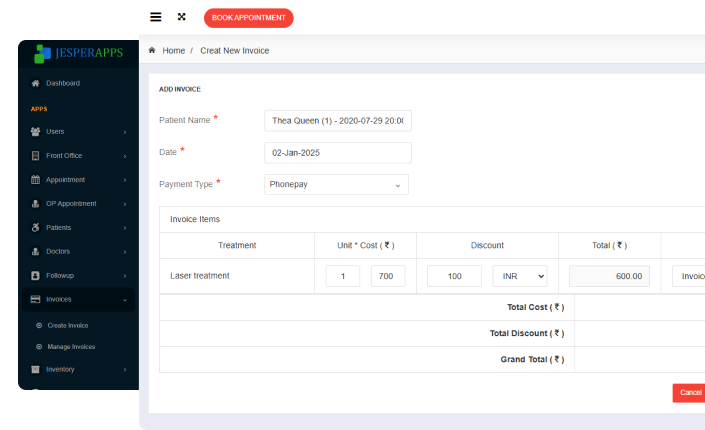 BOOK APPOINTMENT
JESPERAPPS
Home / Creat New Invoice
Dashboard
APPS
Users
Front Office
Appointment
OP Appointment
Patients
Doctors
Followup
Invoices
Create Invoice
Manage Invoices
Inventory
ADD INVOICE
Patient Name * Thea Queen (1) - 2020-07-29 20:0(
Date * 02-Jan-2025
Payment Type * Phonepay
Invoice Items
Treatment Unit * Cost ( ₹ ) Discount Total ( ₹ )
Laser treatment 1 700 100 INR 600.00 Invoice
Total Cost ( ₹ )
Total Discount ( ₹ )
Grand Total ( ₹ )
Cancel